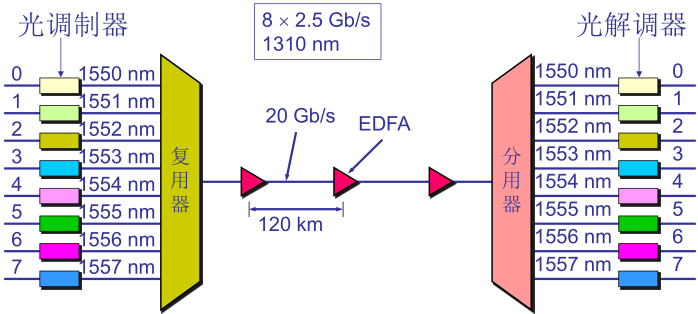 光调制器
8 × 2.5 Gb/s
1310 nm
光解调器
0 1550 nm
1 1551 nm
2 1552 nm
3 1553 nm
4 1554 nm
5 1555 nm
6 1556 nm
7 1557 nm
复用器
20 Gb/s
EDFA
120 km
分用器
1550 nm 0
1551 nm 1
1552 nm 2
1553 nm 3
1554 nm 4
1555 nm 5
1556 nm 6
1557 nm 7